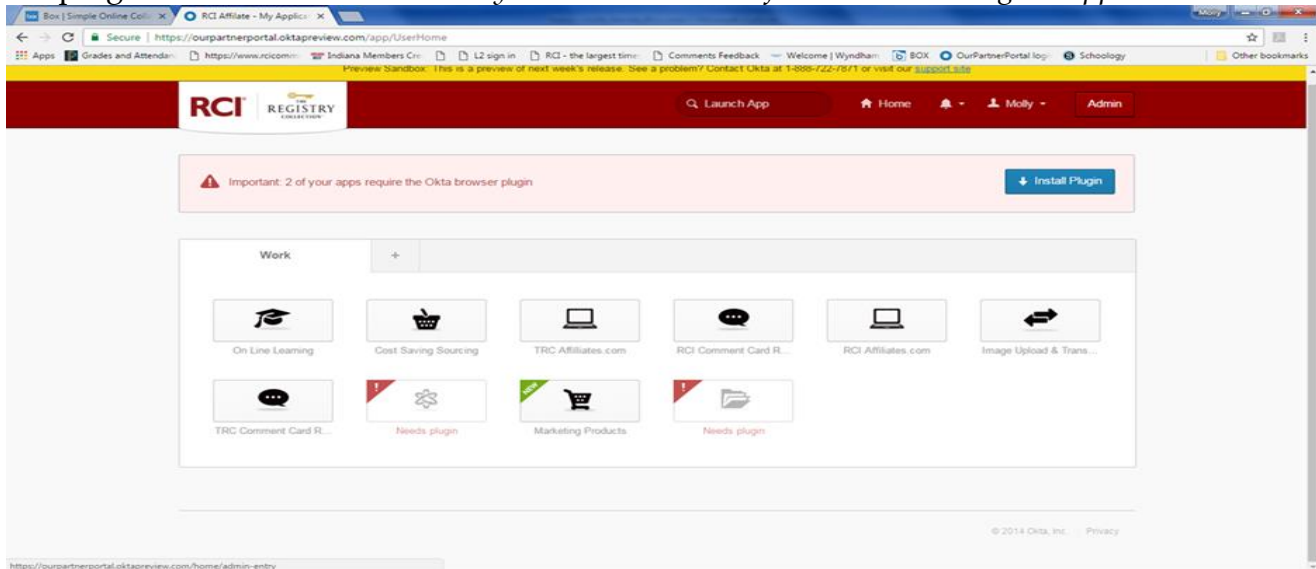 Box | Simple Online Coll
RCI Affilate - My Applicat
Molly
Secure | https://ourpartnerportal.oktapreview.com/app/UserHome
Apps Grades and Attendan https://www.rcicomm Indiana Members Cre L2 sign in RCI - the largest time Comments Feedback Welcome | Wyndham BOX OurPartnerPortal log Schoology Other bookmarks
Preview Sandbox: This is a preview of next week's release. See a problem? Contact Okta at 1-888-722-7871 or visit our support site
RCI THE REGISTRY COLLECTION Launch App Home Molly Admin
Important: 2 of your apps require the Okta browser plugin Install Plugin
Work +
On Line Learning Cost Saving Sourcing TRC Affiliates.com RCI Comment Card R... RCI Affiliates.com Image Upload & Trans...
! NEW !
TRC Comment Card R... Needs plugin Marketing Products Needs plugin
© 2014 Okta, Inc. Privacy
https://ourpartnerportal.oktapreview.com/home/admin-entry